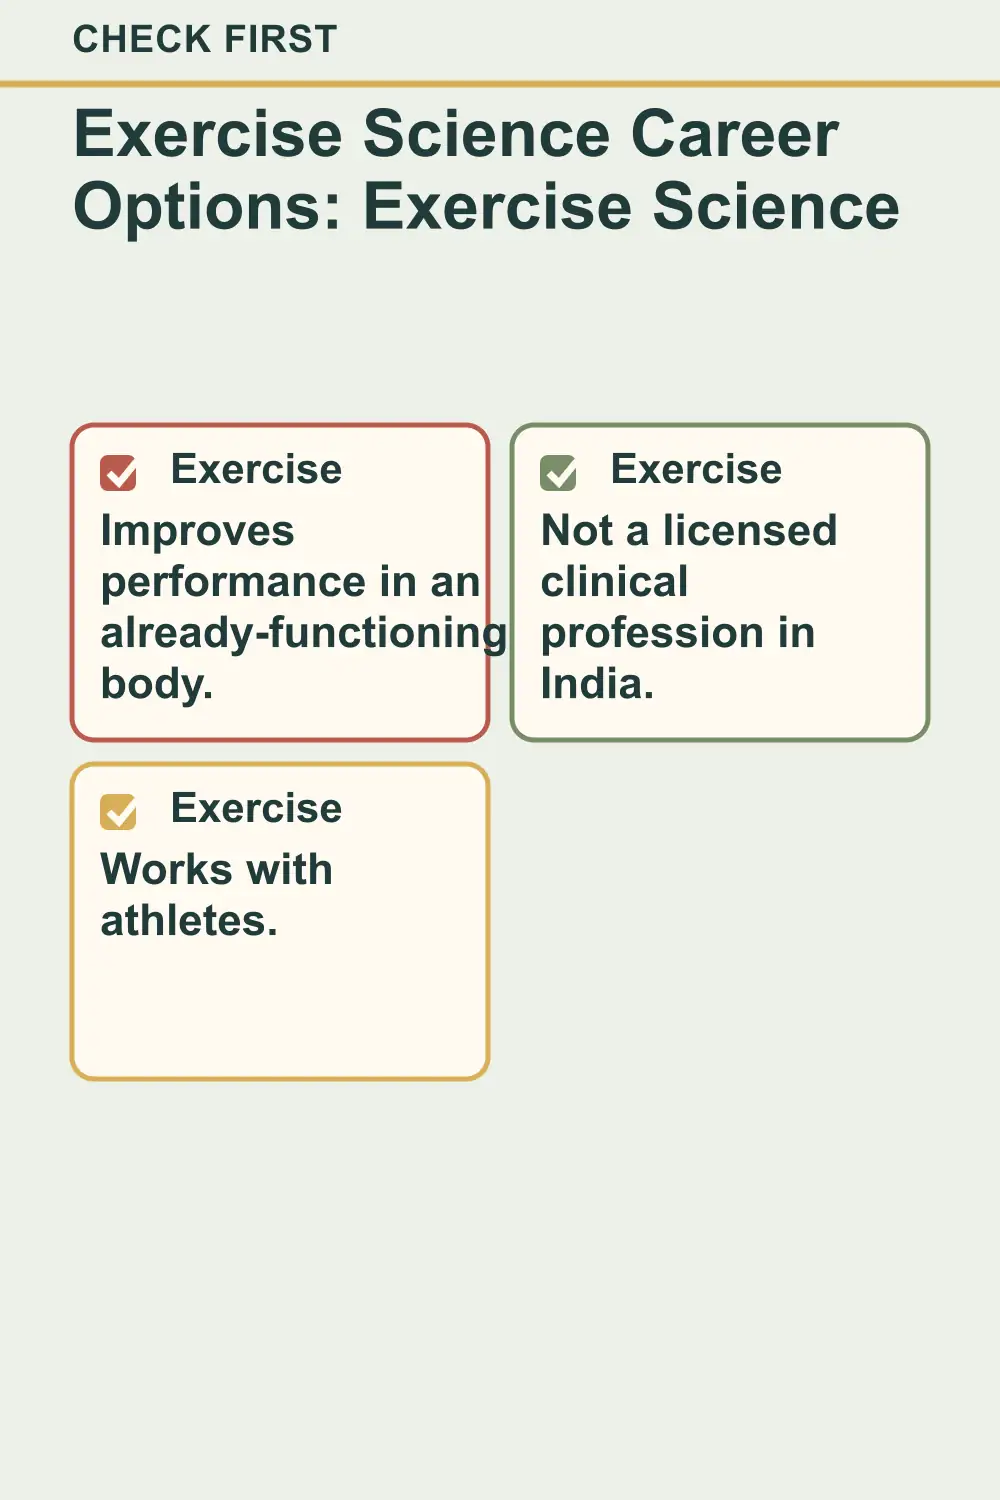 CHECK FIRST
Exercise Science Career
Options: Exercise Science
Exercise
Improves
performance in an
already-functioning
body.
Exercise
Not a licensed
clinical
profession in
India.
Exercise
Works with
athletes.